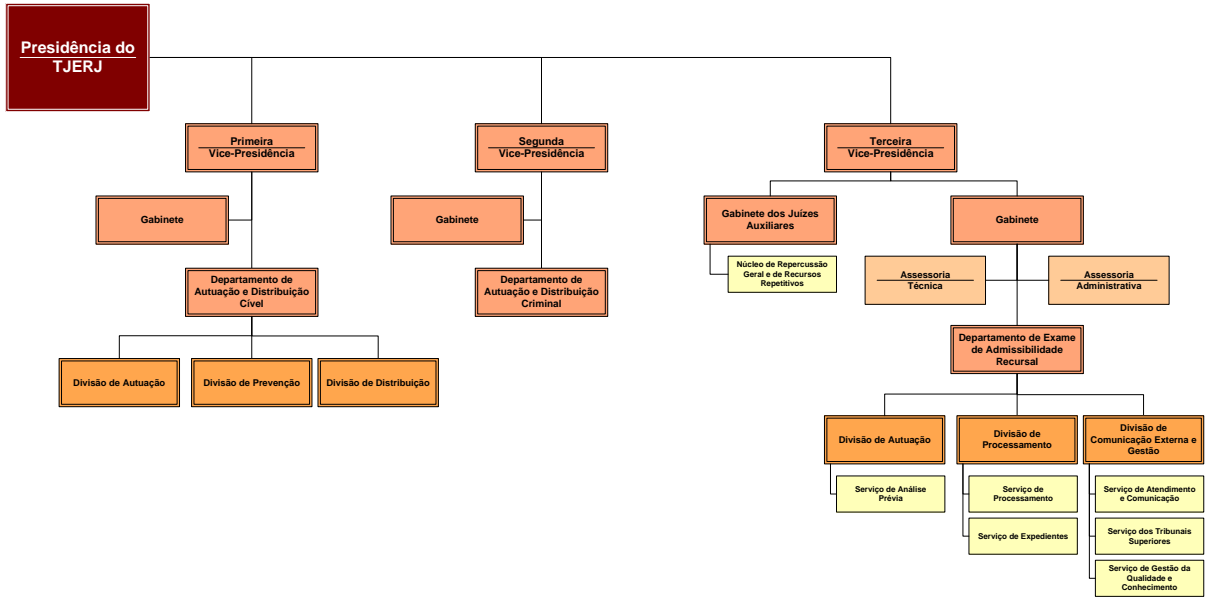 Presidência do
TJERJ
Primeira
Vice-Presidência
Segunda
Vice-Presidência
Terceira
Vice-Presidência
Gabinete
Gabinete
Gabinete dos Juízes
Auxiliares
Gabinete
Núcleo de Repercussão
Geral e de Recursos
Repetitivos
Assessoria
Técnica
Assessoria
Administrativa
Departamento de
Autuação e Distribuição
Cível
Departamento de
Autuação e Distribuição
Criminal
Departamento de Exame
de Admissibilidade
Recursal
Divisão de Autuação
Divisão de Prevenção
Divisão de Distribuição
Divisão de Autuação
Divisão de
Processamento
Divisão de
Comunicação Externa e
Gestão
Serviço de Análise
Prévia
Serviço de
Processamento
Serviço de Atendimento
e Comunicação
Serviço de Expedientes
Serviço dos Tribunais
Superiores
Serviço de Gestão da
Qualidade e
Conhecimento